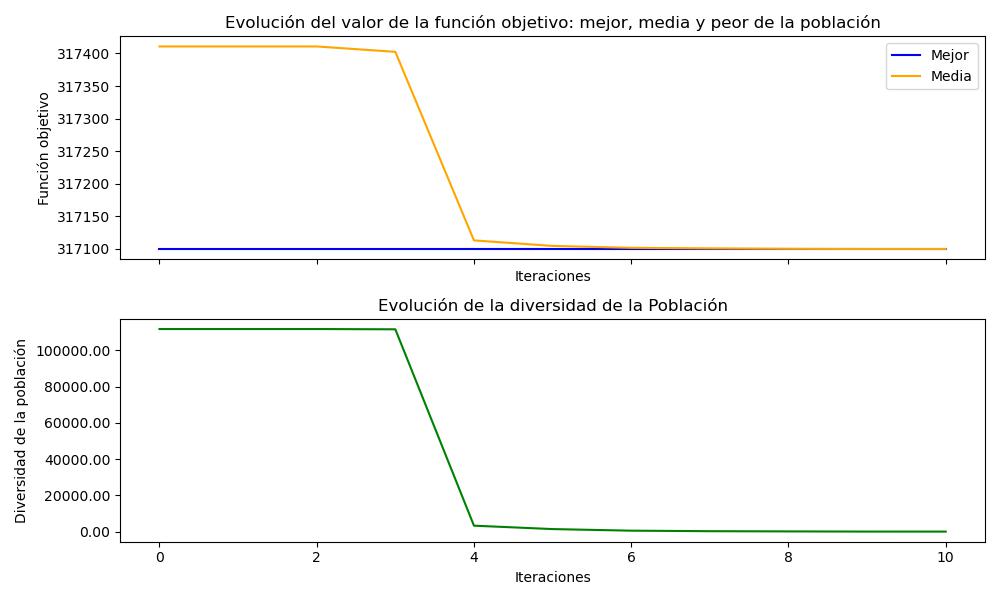 Evolución del valor de la función objetivo: mejor, media y peor de la población
Función objetivo
317400
317350
317300
317250
317200
317150
317100
Mejor
Media
Iteraciones
Evolución de la diversidad de la Población
Diversidad de la población
100000.00
80000.00
60000.00
40000.00
20000.00
0.00
0 2 4 6 8 10
Iteraciones